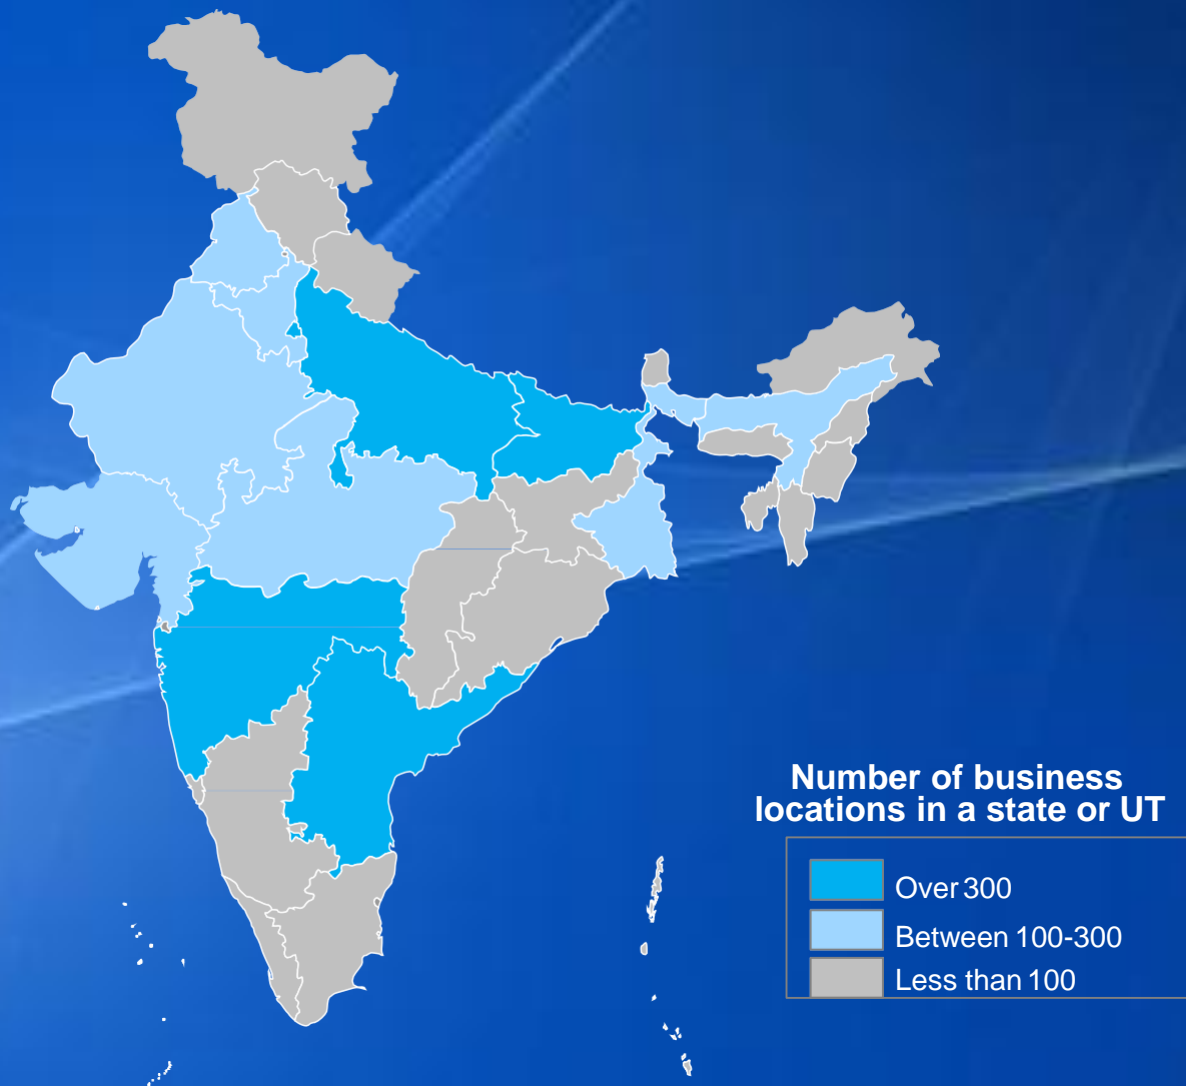 Number of business
locations in a state or UT
Over 300
Between 100-300
Less than 100